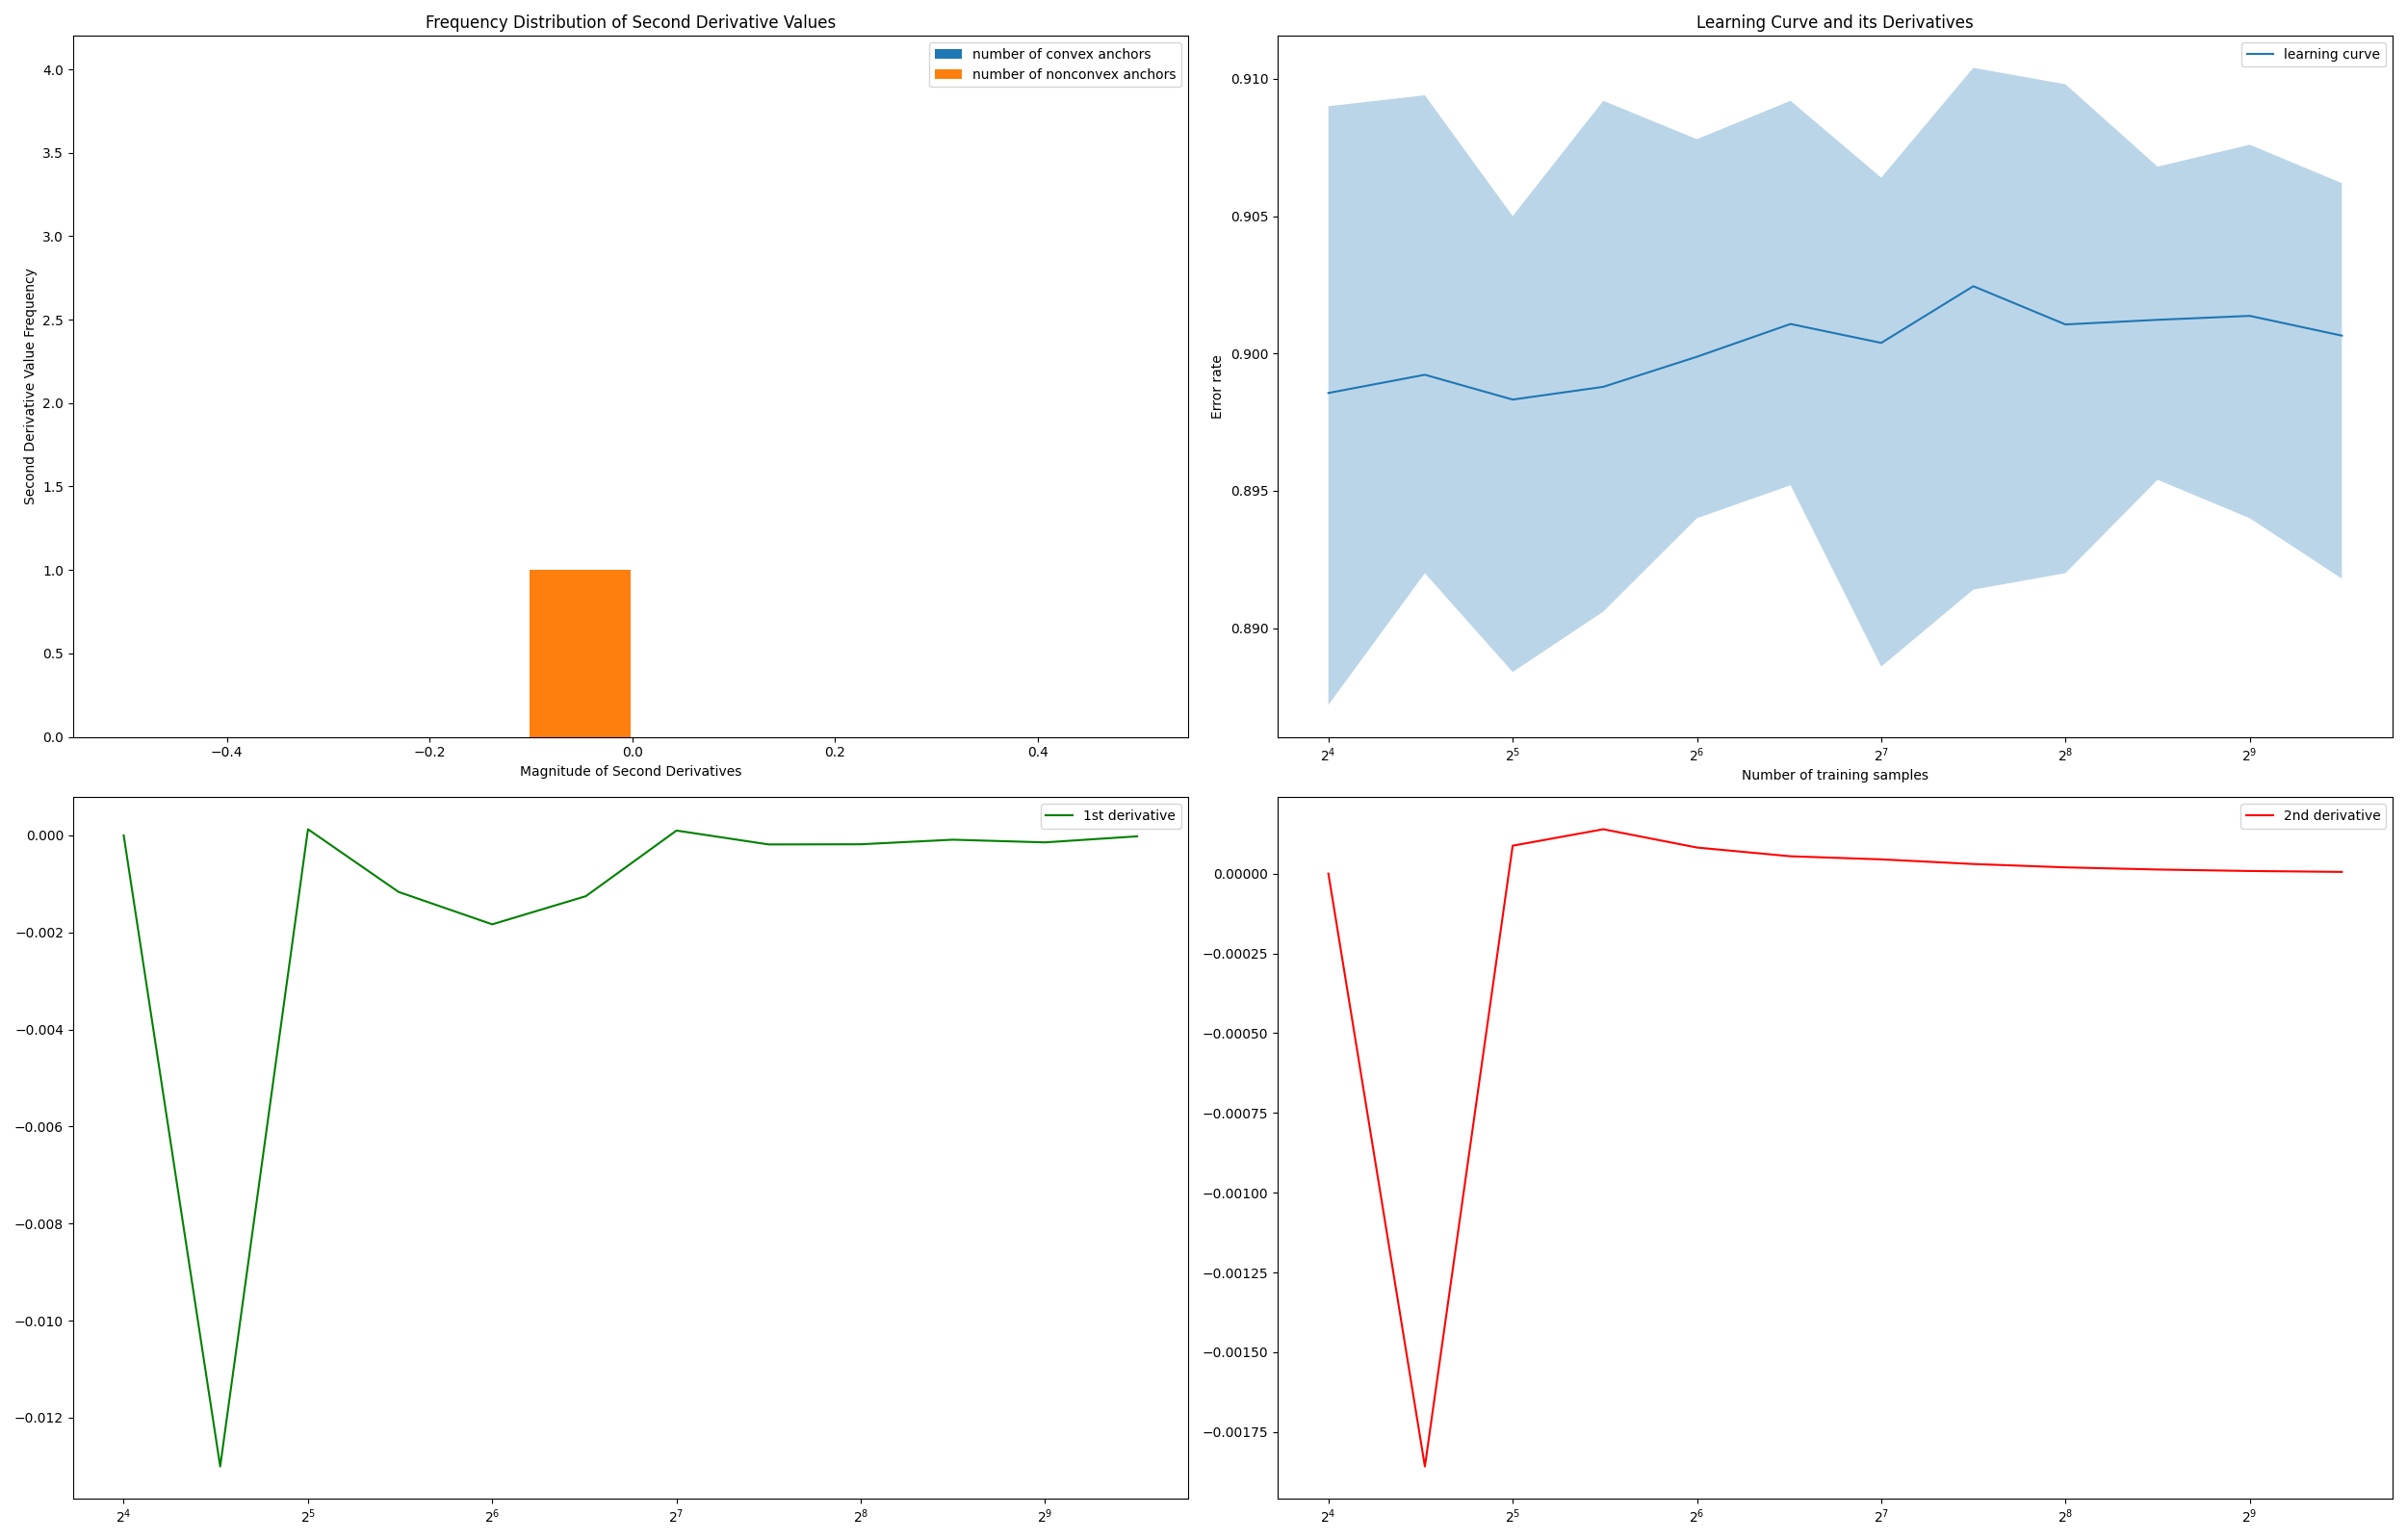 Frequency Distribution of Second Derivative Values
number of convex anchors
number of nonconvex anchors
4.0
3.5
3.0
2.5
2.0
1.5
1.0
0.5
0.0
Second Derivative Value Frequency
−0.4 −0.2 0.0 0.2 0.4
Magnitude of Second Derivatives
Learning Curve and its Derivatives
learning curve
0.910
0.905
0.900
0.895
0.890
Error rate
2⁴ 2⁵ 2⁶ 2⁷ 2⁸ 2⁹
Number of training samples
1st derivative
0.000
−0.002
−0.004
−0.006
−0.008
−0.010
−0.012
2⁴ 2⁵ 2⁶ 2⁷ 2⁸ 2⁹
2nd derivative
0.00000
−0.00025
−0.00050
−0.00075
−0.00100
−0.00125
−0.00150
−0.00175
2⁴ 2⁵ 2⁶ 2⁷ 2⁸ 2⁹